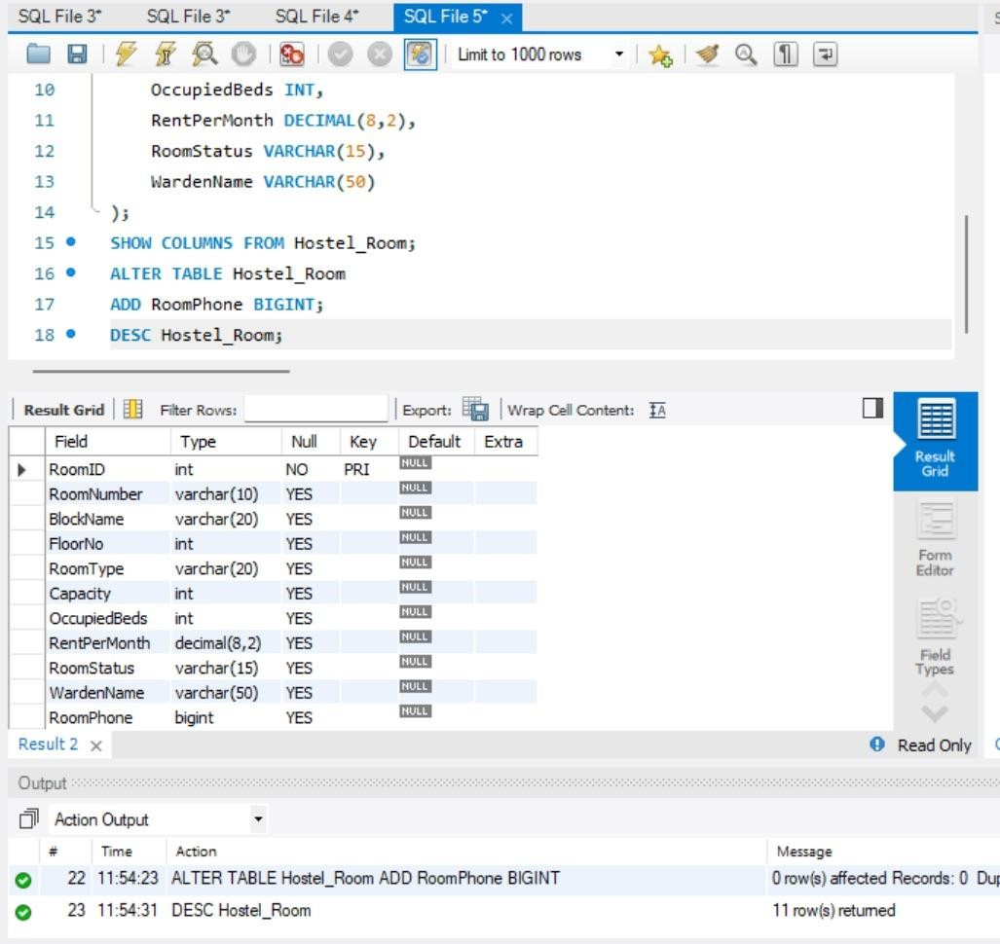 SQL File 3* SQL File 3* SQL File 4* SQL File 5*
Limit to 1000 rows
10 OccupiedBeds INT,
11 RentPerMonth DECIMAL(8,2),
12 RoomStatus VARCHAR(15),
13 WardenName VARCHAR(50)
14 );
15 SHOW COLUMNS FROM Hostel_Room;
16 ALTER TABLE Hostel_Room
17 ADD RoomPhone BIGINT;
18 DESC Hostel_Room;
Result Grid Filter Rows: Export: Wrap Cell Content:
Field Type Null Key Default Extra
RoomID int NO PRI NULL
RoomNumber varchar(10) YES NULL
BlockName varchar(20) YES NULL
FloorNo int YES NULL
RoomType varchar(20) YES NULL
Capacity int YES NULL
OccupiedBeds int YES NULL
RentPerMonth decimal(8,2) YES NULL
RoomStatus varchar(15) YES NULL
WardenName varchar(50) YES NULL
RoomPhone bigint YES NULL
Result
Grid
Form
Editor
Field
Types
Result 2 Read Only
Output
Action Output
# Time Action Message
22 11:54:23 ALTER TABLE Hostel_Room ADD RoomPhone BIGINT 0 row(s) affected Records: 0 Dup
23 11:54:31 DESC Hostel_Room 11 row(s) returned